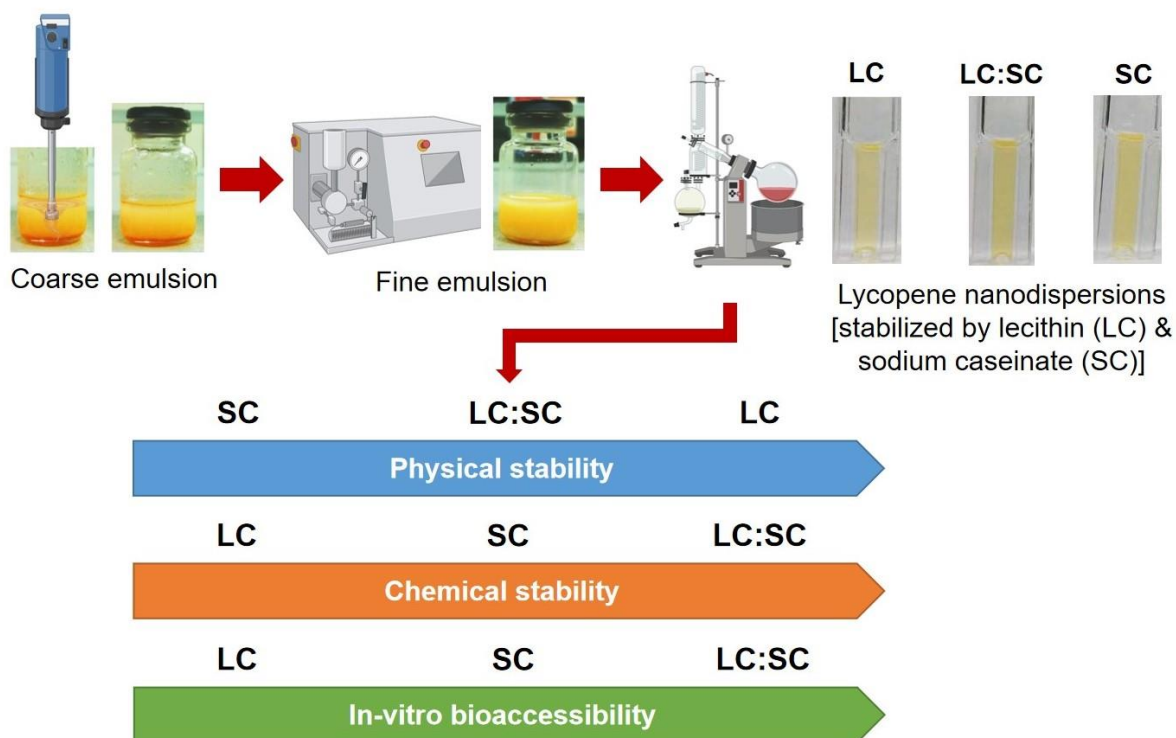 LC LC:SC SC
Coarse emulsion
Fine emulsion
Lycopene nanodispersions
[stabilized by lecithin (LC) &
sodium caseinate (SC)]
SC LC:SC LC
Physical stability
LC SC LC:SC
Chemical stability
LC SC LC:SC
In-vitro bioaccessibility